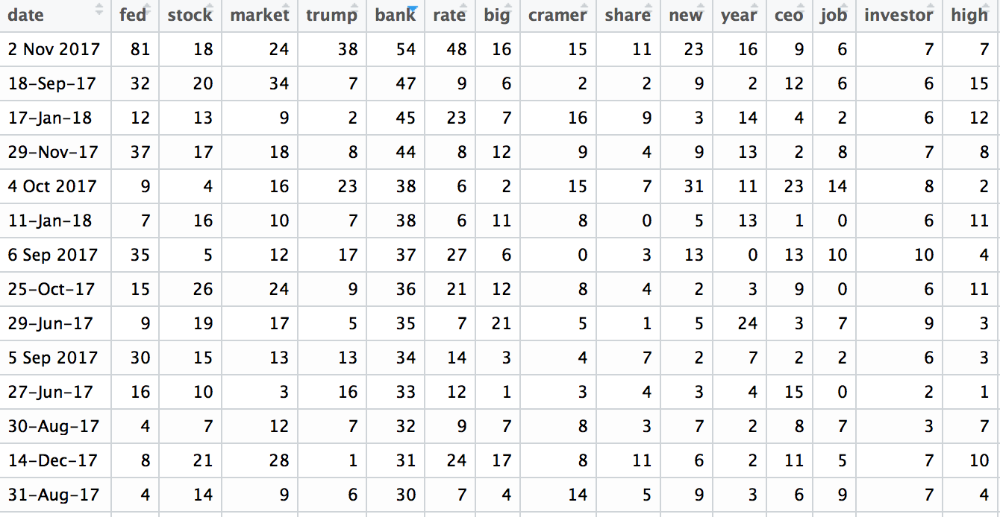 date fed stock market trump bank rate big cramer share new year ceo job investor high
2 Nov 2017 81 18 24 38 54 48 16 15 11 23 16 9 6 7 7
18-Sep-17 32 20 34 7 47 9 6 2 2 9 2 12 6 6 15
17-Jan-18 12 13 9 2 45 23 7 16 9 3 14 4 2 6 12
29-Nov-17 37 17 18 8 44 8 12 9 4 9 13 2 8 7 8
4 Oct 2017 9 4 16 23 38 6 2 15 7 31 11 23 14 8 2
11-Jan-18 7 16 10 7 38 6 11 8 0 5 13 1 0 6 11
6 Sep 2017 35 5 12 17 37 27 6 0 3 13 0 13 10 10 4
25-Oct-17 15 26 24 9 36 21 12 8 4 2 3 9 0 6 11
29-Jun-17 9 19 17 5 35 7 21 5 1 5 24 3 7 9 3
5 Sep 2017 30 15 13 13 34 14 3 4 7 2 7 2 2 6 3
27-Jun-17 16 10 3 16 33 12 1 3 4 3 4 15 0 2 1
30-Aug-17 4 7 12 7 32 9 7 8 3 7 2 8 7 3 7
14-Dec-17 8 21 28 1 31 24 17 8 11 6 2 11 5 7 10
31-Aug-17 4 14 9 6 30 7 4 14 5 9 3 6 9 7 4